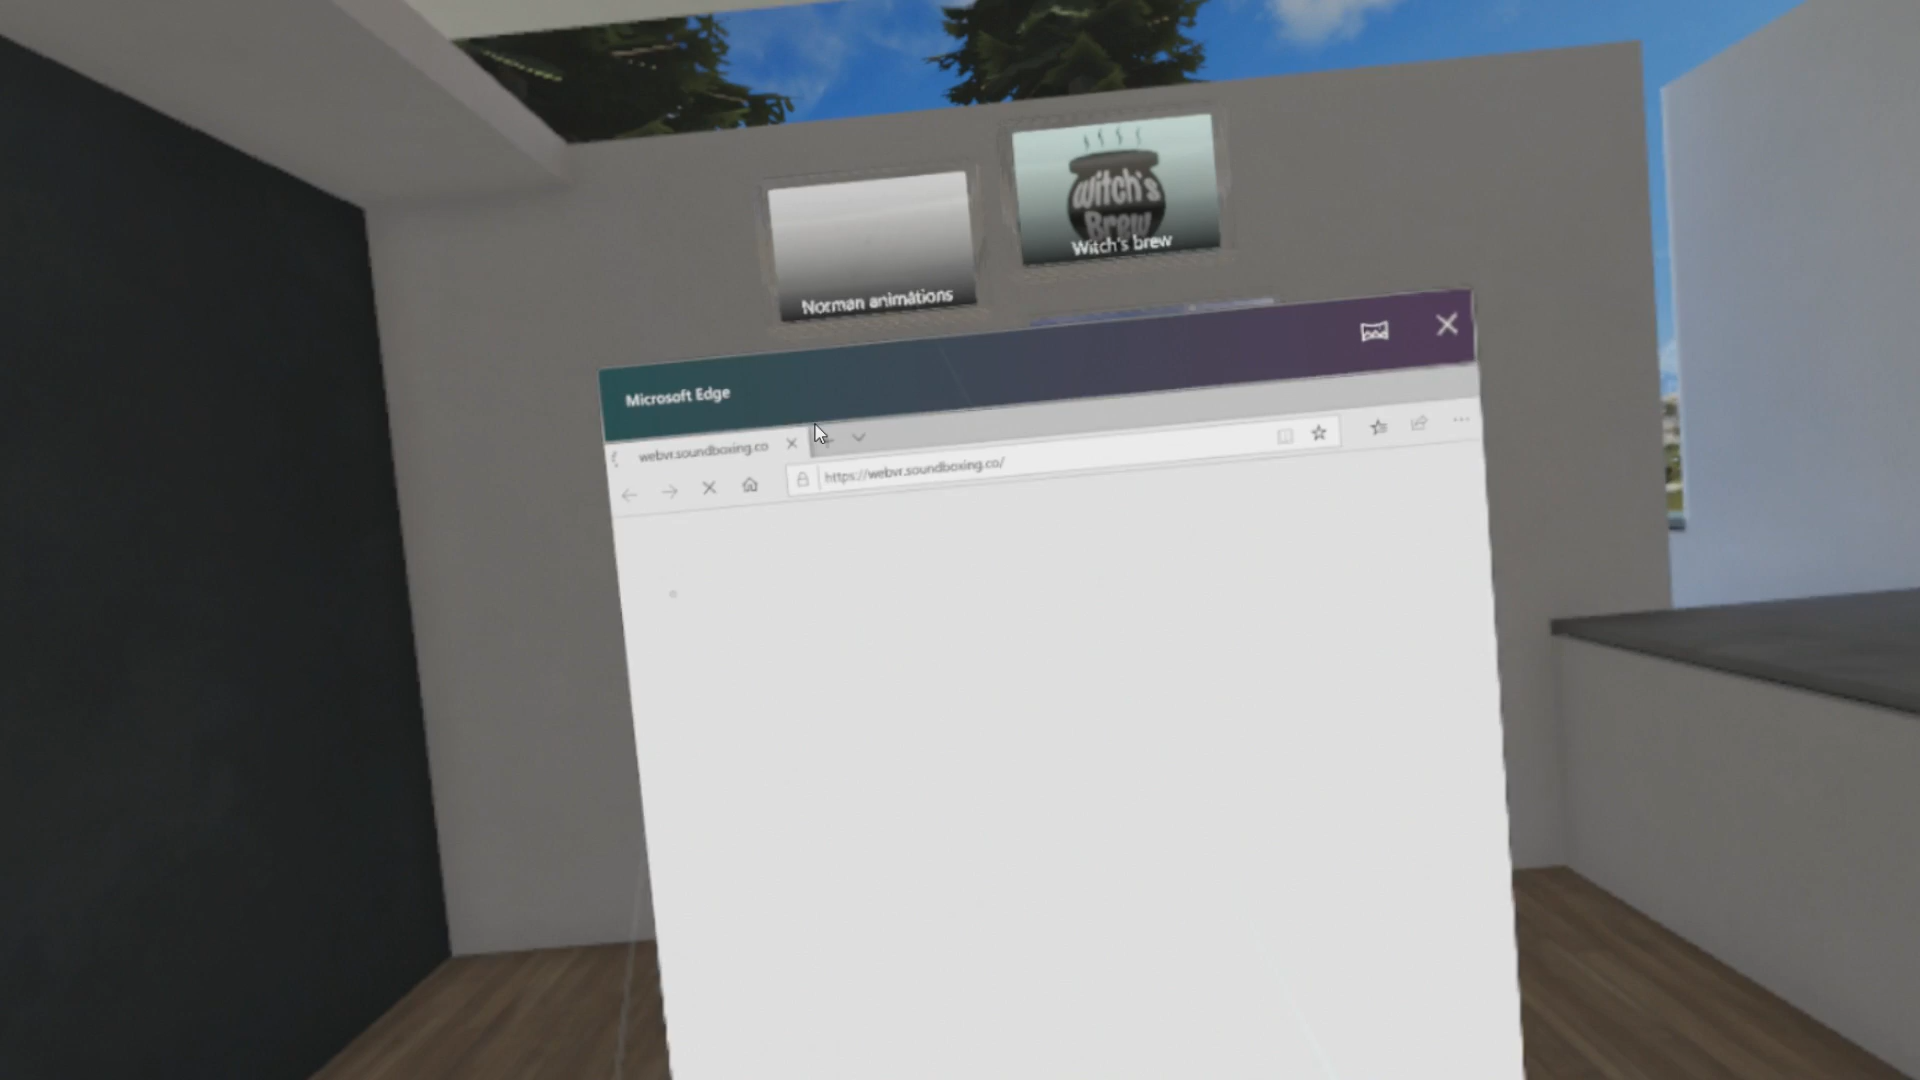 Witch's
Brew
Witch's brew
Norman animations
Microsoft Edge
webvr.soundboxing.co
https://webvr.soundboxing.co/